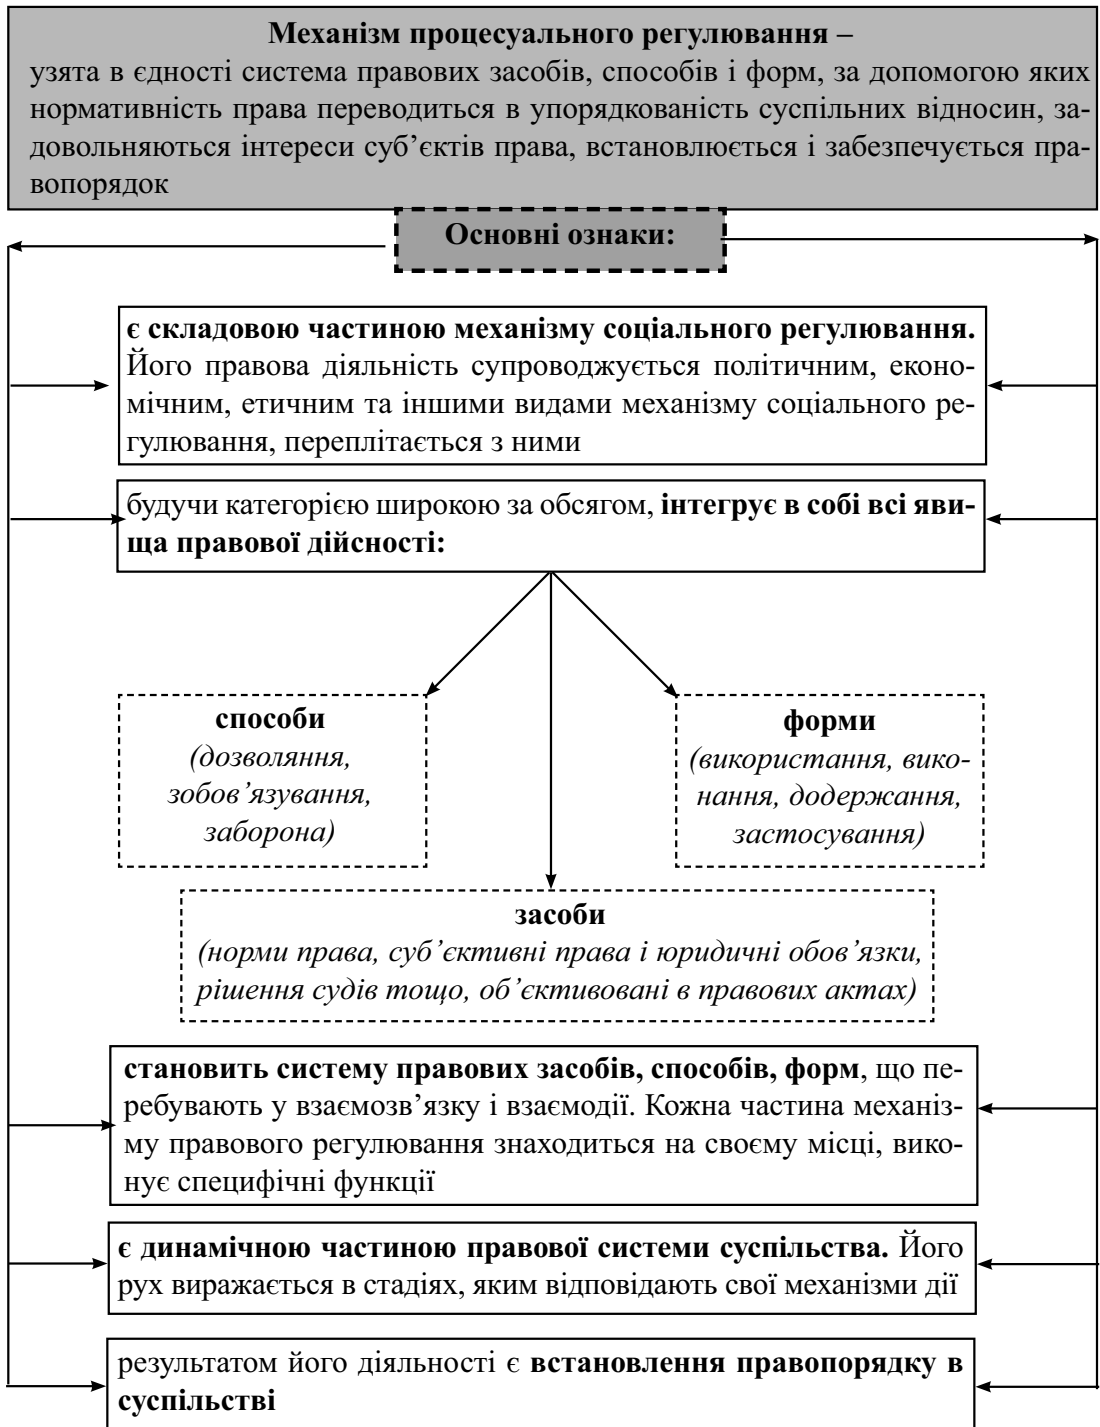 Механізм процесуального регулювання –
узята в єдності система правових засобів, способів і форм, за допомогою яких
нормативність права переводиться в упорядкованість суспільних відносин, за-
довольняються інтереси суб’єктів права, встановлюється і забезпечується пра-
вопорядок
Основні ознаки:
є складовою частиною механізму соціального регулювання.
Його правова діяльність супроводжується політичним, еконо-
мічним, етичним та іншими видами механізму соціального ре-
гулювання, переплітається з ними
будучи категорією широкою за обсягом, інтегрує в собі всі яви-
ща правової дійсності:
способи
(дозволяння,
зобов’язування,
заборона)
форми
(використання, вико-
нання, додержання,
застосування)
засоби
(норми права, суб’єктивні права і юридичні обов’язки,
рішення судів тощо, об’єктивовані в правових актах)
становить систему правових засобів, способів, форм, що пе-
ребувають у взаємозв’язку і взаємодії. Кожна частина механіз-
му правового регулювання знаходиться на своєму місці, вико-
нує специфічні функції
є динамічною частиною правової системи суспільства. Його
рух виражається в стадіях, яким відповідають свої механізми дії
результатом його діяльності є встановлення правопорядку в
суспільстві